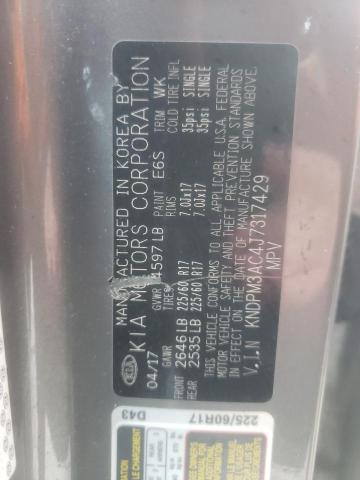 MANUFACTURED IN KOREA BY
KIA MOTORS CORPORATION
KIA
04/17 GVWR 4597LB PAINT E6S TRIM WK
GAWR TIRES RIMS COLD TIRE INFL
FRONT 2646LB 225/60 R17 7.0JX17 35psi SINGLE
REAR 2535LB 225/60 R17 7.0JX17 35psi SINGLE
THIS VEHICLE CONFORMS TO ALL APPLICABLE U.S.A. FEDERAL
MOTOR VEHICLE SAFETY AND THEFT PREVENTION STANDARDS
IN EFFECT ON THE DATE OF MANUFACTURE SHOWN ABOVE.
V.I.N KNDPM3AC4J7317429
MPV
D43
225/60R17